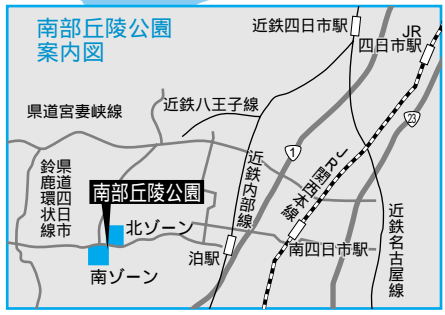 南部丘陵公園
案内図
近鉄四日市駅
JR
四日市駅
県道宮妻峡線
近鉄八王子線
23
1
県道四日市
鈴鹿環状線
南部丘陵公園
近鉄内部線
JR関西本線
北ゾーン
南ゾーン
泊駅
南四日市駅
近鉄名古屋線